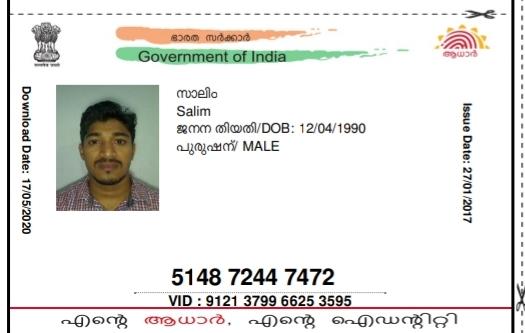 ഭാരത സർക്കാർ
Government of India
ആധാർ
Download Date: 17/05/2020
സാലിം
Salim
ജനന തിയതി/DOB: 12/04/1990
പുരുഷന്/ MALE
Issue Date: 27/01/2017
5148 7244 7472
VID : 9121 3799 6625 3595
എന്റെ ആധാർ, എന്റെ ഐഡന്റിറ്റി